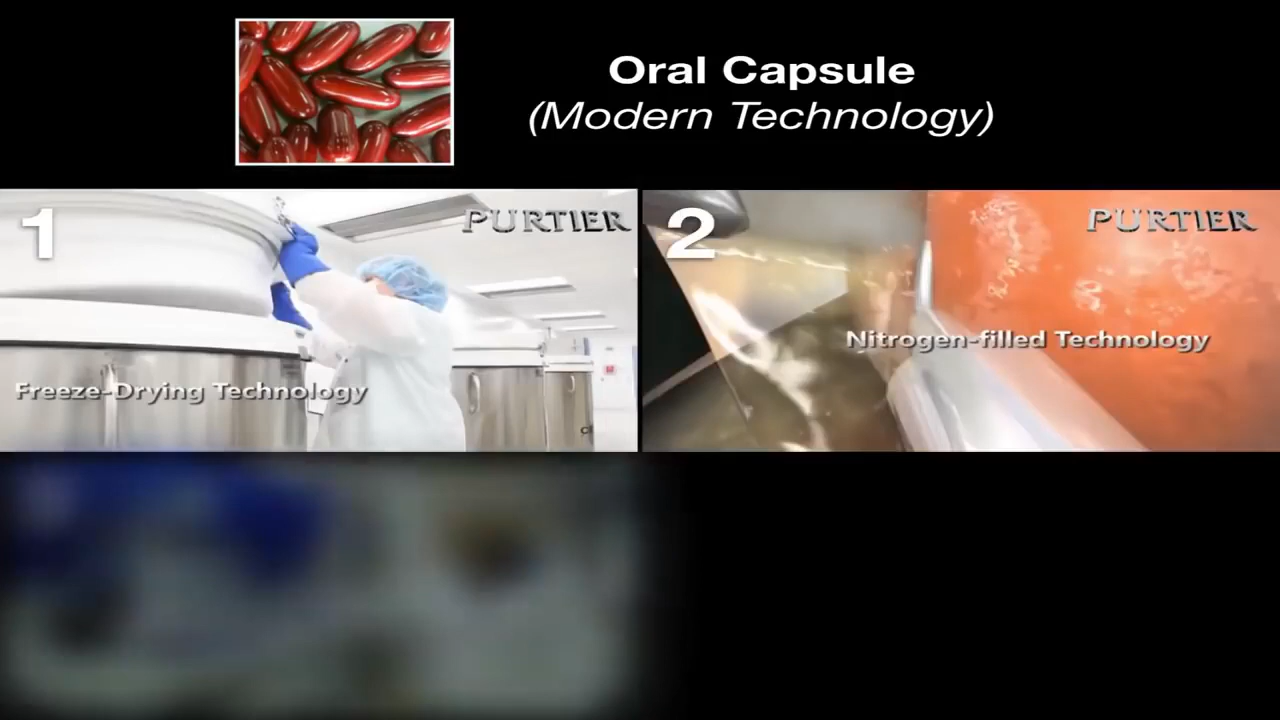 Oral Capsule
(Modern Technology)
1
PURTIER
Freeze-Drying Technology
2
PURTIER
Nitrogen-filled Technology